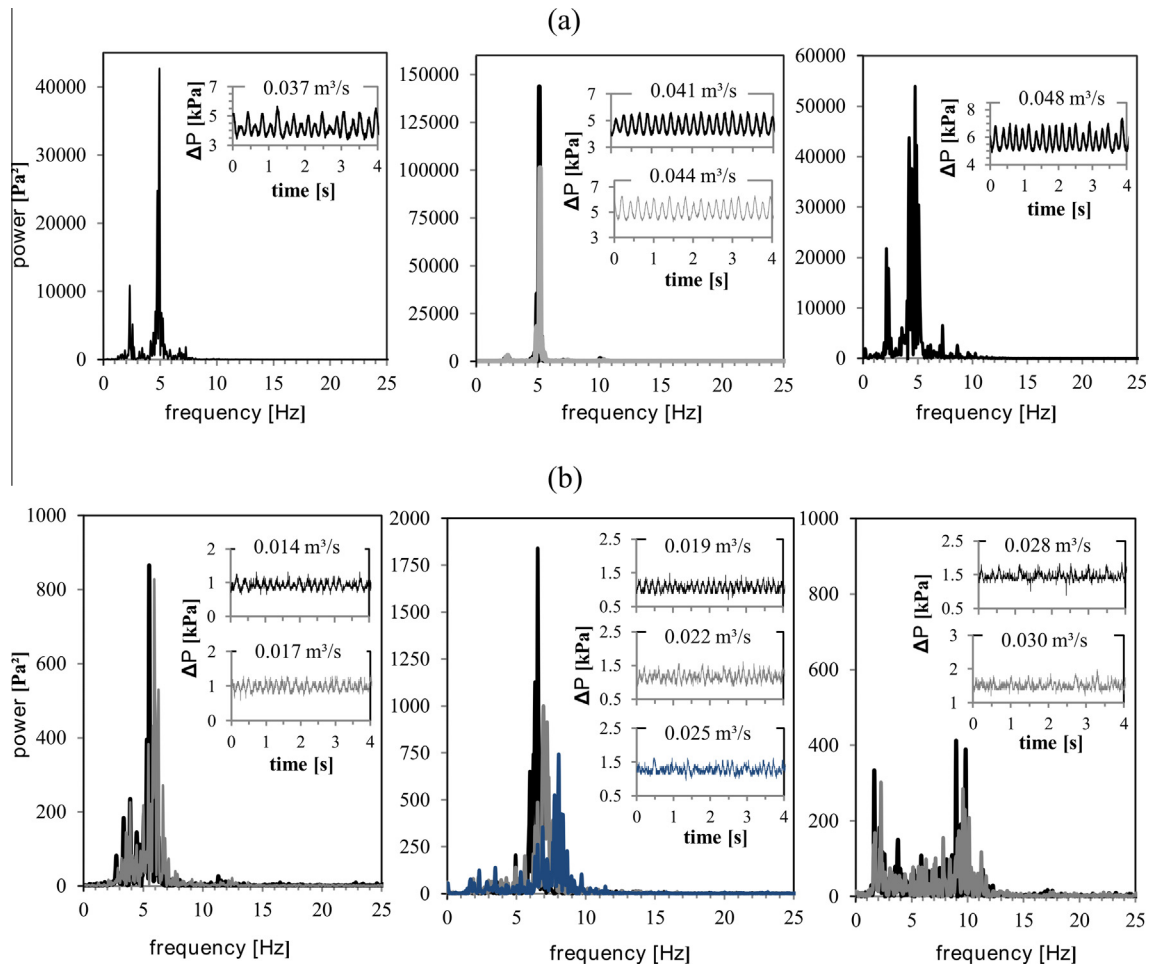 (a)
power [Pa²]
40000
30000
20000
10000
0
0 5 10 15 20 25
frequency [Hz]
0.037 m³/s
ΔP [kPa]
7
5
3
0 1 2 3 4
time [s]
150000
125000
100000
75000
50000
25000
0
0 5 10 15 20 25
frequency [Hz]
0.041 m³/s
ΔP [kPa]
7
5
3
0.044 m³/s
7
5
3
0 1 2 3 4
time [s]
60000
50000
40000
30000
20000
10000
0
0 5 10 15 20 25
frequency [Hz]
0.048 m³/s
ΔP [kPa]
8
6
4
0 1 2 3 4
time [s]
(b)
power [Pa²]
1000
800
600
400
200
0
0 5 10 15 20 25
frequency [Hz]
0.014 m³/s
ΔP [kPa]
2
1
0
0.017 m³/s
2
1
0
0 1 2 3 4
time [s]
2000
1750
1500
1250
1000
750
500
250
0
0 5 10 15 20 25
frequency [Hz]
0.019 m³/s
ΔP [kPa]
2.5
1.5
0.5
0.022 m³/s
2.5
1.5
0.5
0.025 m³/s
2.5
1.5
0.5
0 1 2 3 4
time [s]
1000
800
600
400
200
0
0 5 10 15 20 25
frequency [Hz]
0.028 m³/s
ΔP [kPa]
2.5
1.5
0.5
0.030 m³/s
3
2
1
0 1 2 3 4
time [s]